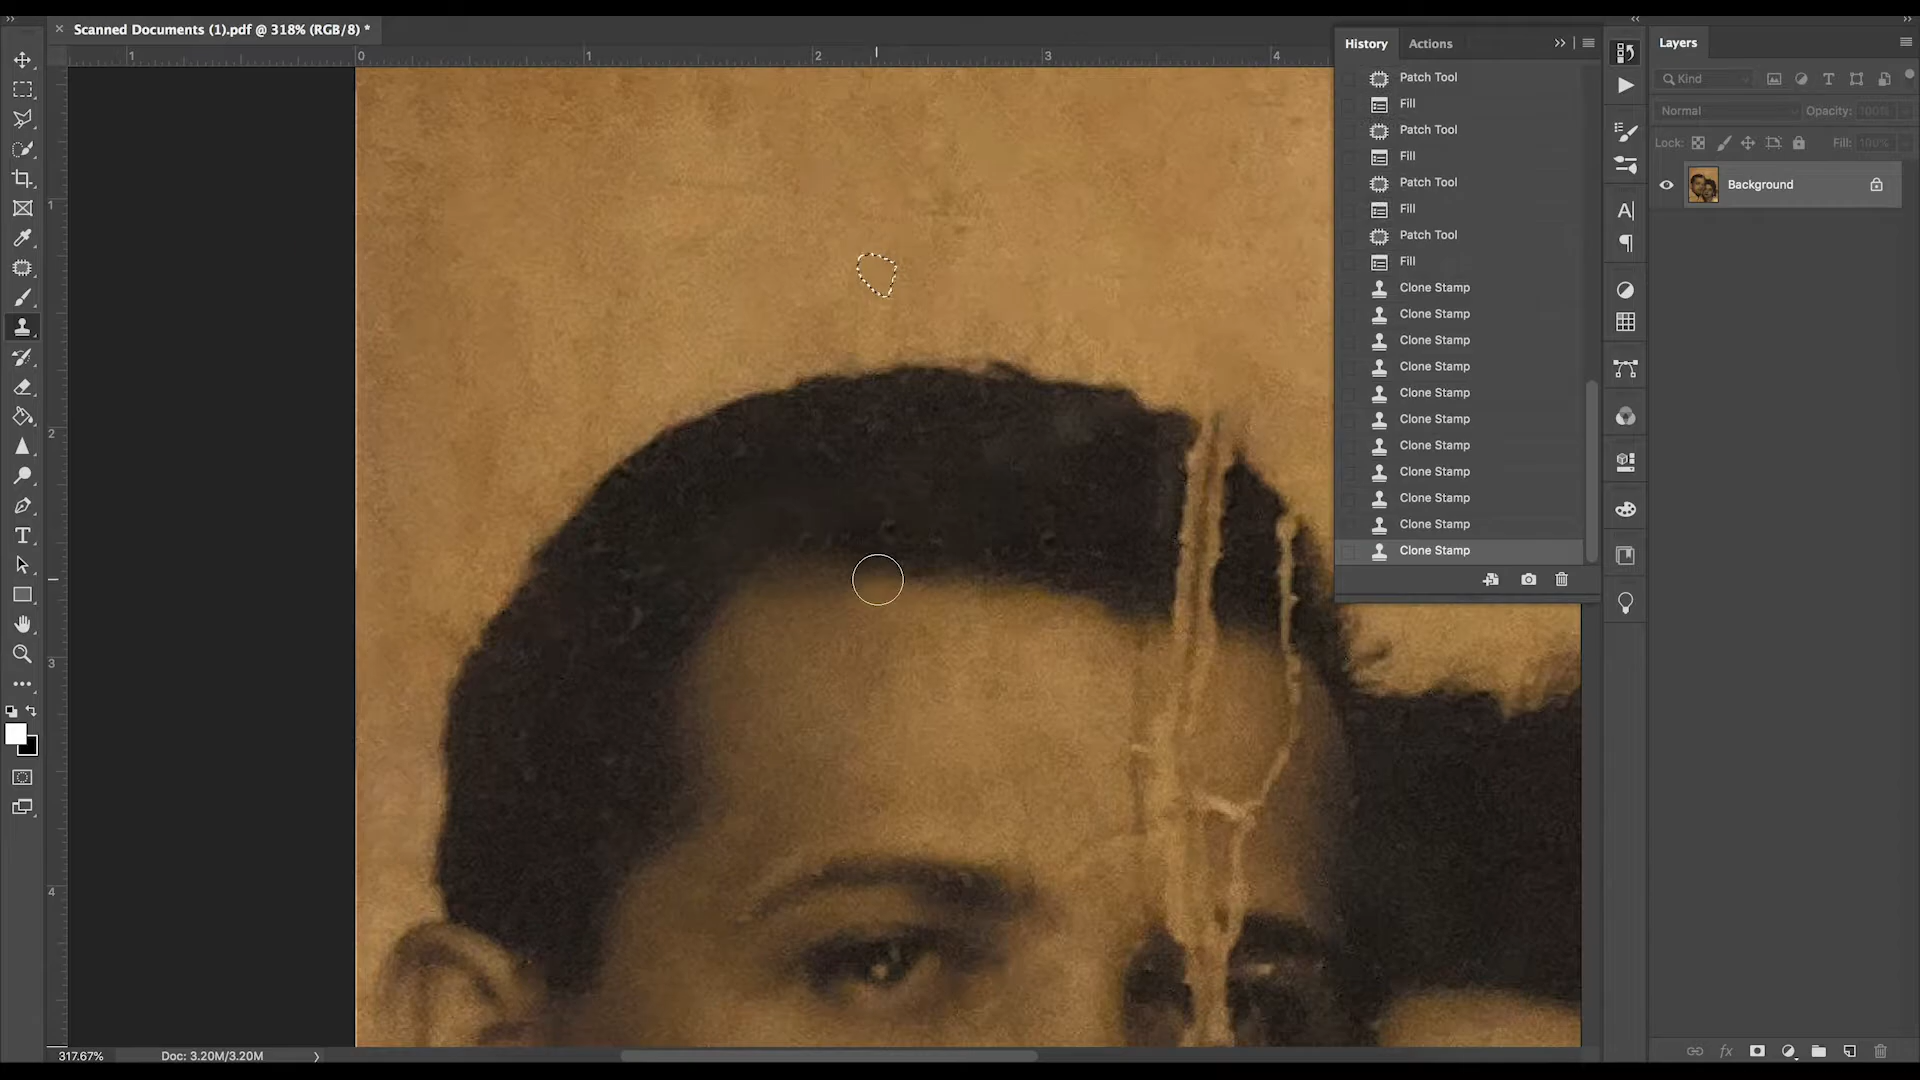 Scanned Documents (1).pdf @ 318% (RGB/8) *
1 0 1 2 3 4
1
2
3
4
History Actions
Patch Tool
Fill
Patch Tool
Fill
Patch Tool
Fill
Patch Tool
Fill
Clone Stamp
Clone Stamp
Clone Stamp
Clone Stamp
Clone Stamp
Clone Stamp
Clone Stamp
Clone Stamp
Clone Stamp
Clone Stamp
Clone Stamp
Layers
Kind
Normal Opacity: 100%
Lock: Fill: 100%
Background
317.67% Doc: 3.20M/3.20M